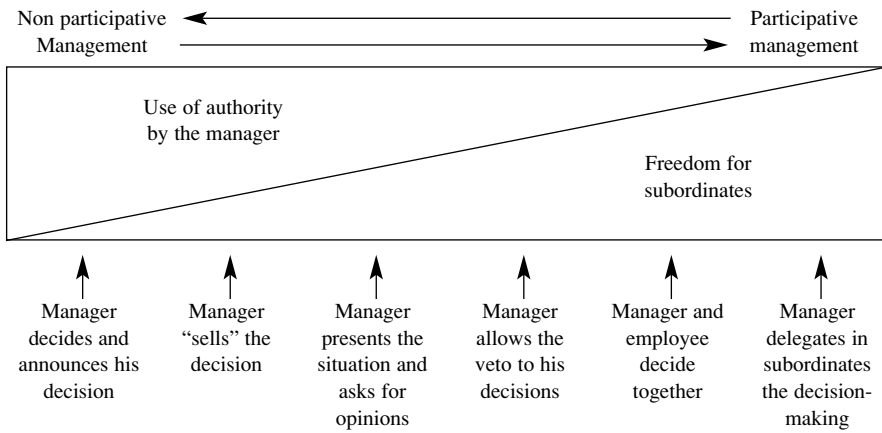 Non participative
Management
Participative
management
Use of authority
by the manager
Freedom for
subordinates
Manager
decides and
announces his
decision
Manager
“sells” the
decision
Manager
presents the
situation and
asks for
opinions
Manager
allows the
veto to his
decisions
Manager and
employee
decide
together
Manager
delegates in
subordinates
the decision-
making